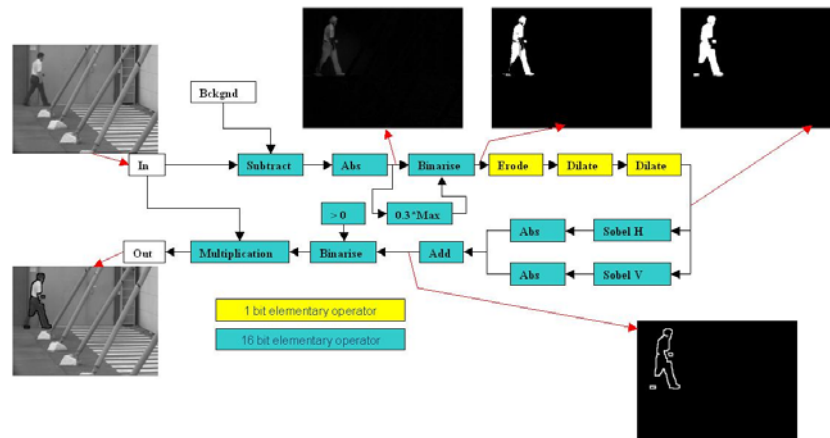 Bckgnd
In
Subtract
Abs
Binarise
Erode
Dilate
Dilate
> 0
0.3*Max
Abs
Sobel H
Out
Multiplication
Binarise
Add
Abs
Sobel V
1 bit elementary operator
16 bit elementary operator